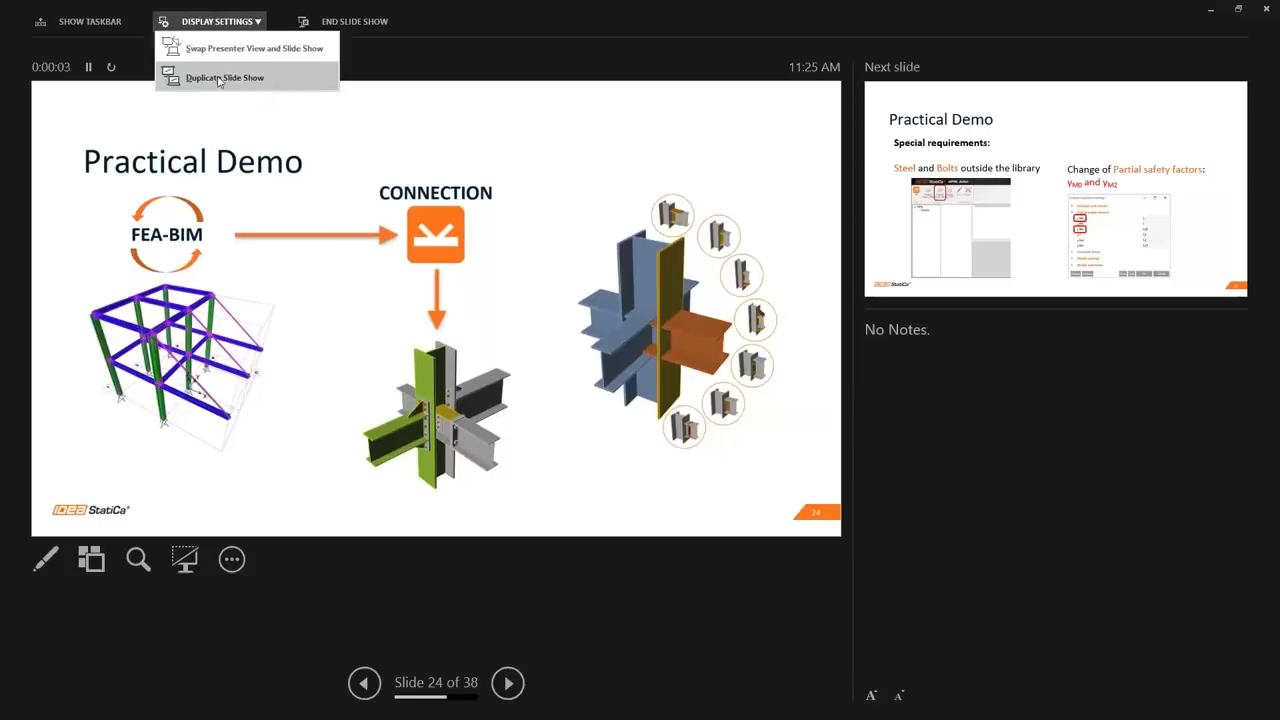 SHOW TASKBAR
DISPLAY SETTINGS ▼
END SLIDE SHOW
Swap Presenter View and Slide Show
Duplicate Slide Show
0:00:03
11:25 AM
Practical Demo
FEA-BIM
CONNECTION
IDEA StatiCa®
24
Slide 24 of 38
Next slide
Practical Demo
Special requirements:
Steel and Bolts outside the library
Change of Partial safety factors:
γM0 and γM2
IDEA StatiCa®
No Notes.
A
A